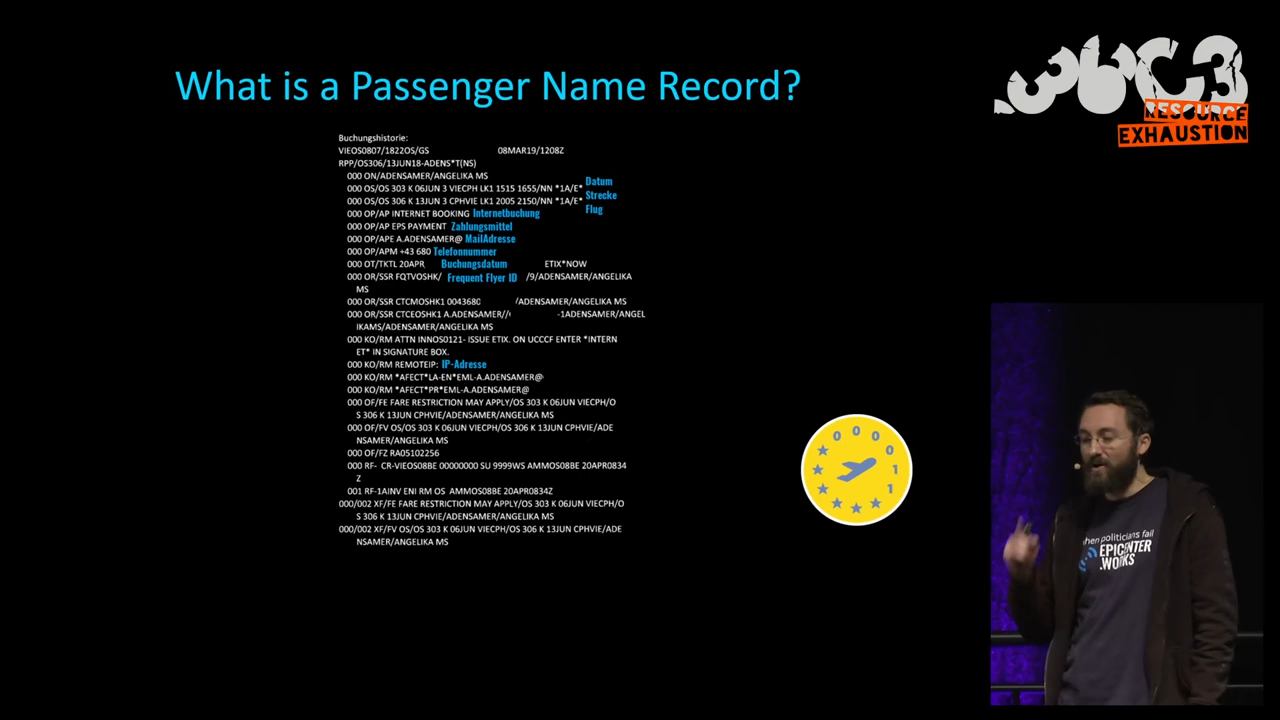 What is a Passenger Name Record?
36C3
RESOURCE
EXHAUSTION
Buchungshistorie:
VIEOS0807/1822OS/GS 08MAR19/1208Z
RPP/OS306/13JUN18-ADENS*T(NS)
000 ON/ADENSAMER/ANGELIKA MS
000 OS/OS 303 K 06JUN 3 VIECPH LK1 1515 1655/NN *1A/E* Datum
000 OS/OS 306 K 13JUN 3 CPHVIE LK1 2005 2150/NN *1A/E* Strecke
Flug
000 OP/AP INTERNET BOOKING Internetbuchung
000 OP/AP EPS PAYMENT Zahlungsmittel
000 OP/APE A.ADENSAMER@ MailAdresse
000 OP/APM +43 680 Telefonnummer
000 OT/TKTL 20APR Buchungsdatum ETIX*NOW
000 OR/SSR FQTVOSHK/ Frequent Flyer ID /9/ADENSAMER/ANGELIKA
MS
000 OR/SSR CTCMOSHK1 0043680 /ADENSAMER/ANGELIKA MS
000 OR/SSR CTCEOSHK1 A.ADENSAMER//( -1ADENSAMER/ANGEL
IKAMS/ADENSAMER/ANGELIKA MS
000 KO/RM ATTN INNOS0121- ISSUE ETIX. ON UCCCF ENTER *INTERN
ET* IN SIGNATURE BOX.
000 KO/RM REMOTEIP: IP-Adresse
000 KO/RM *AFECT*LA-EN*EML-A.ADENSAMER@
000 KO/RM *AFECT*PR*EML-A.ADENSAMER@
000 OF/FE FARE RESTRICTION MAY APPLY/OS 303 K 06JUN VIECPH/O
S 306 K 13JUN CPHVIE/ADENSAMER/ANGELIKA MS
000 OF/FV OS/OS 303 K 06JUN VIECPH/OS 306 K 13JUN CPHVIE/ADE
NSAMER/ANGELIKA MS
000 OF/FZ RA05102256
000 RF- CR-VIEOS08BE 00000000 SU 9999WS AMMOS08BE 20APR0834
Z
001 RF-1AINV ENI RM OS AMMOS08BE 20APR0834Z
000/002 XF/FE FARE RESTRICTION MAY APPLY/OS 303 K 06JUN VIECPH/O
S 306 K 13JUN CPHVIE/ADENSAMER/ANGELIKA MS
000/002 XF/FV OS/OS 303 K 06JUN VIECPH/OS 306 K 13JUN CPHVIE/ADE
NSAMER/ANGELIKA MS
0 0 0 0 1 1
when politicians fail
EPICENTER
.WORKS